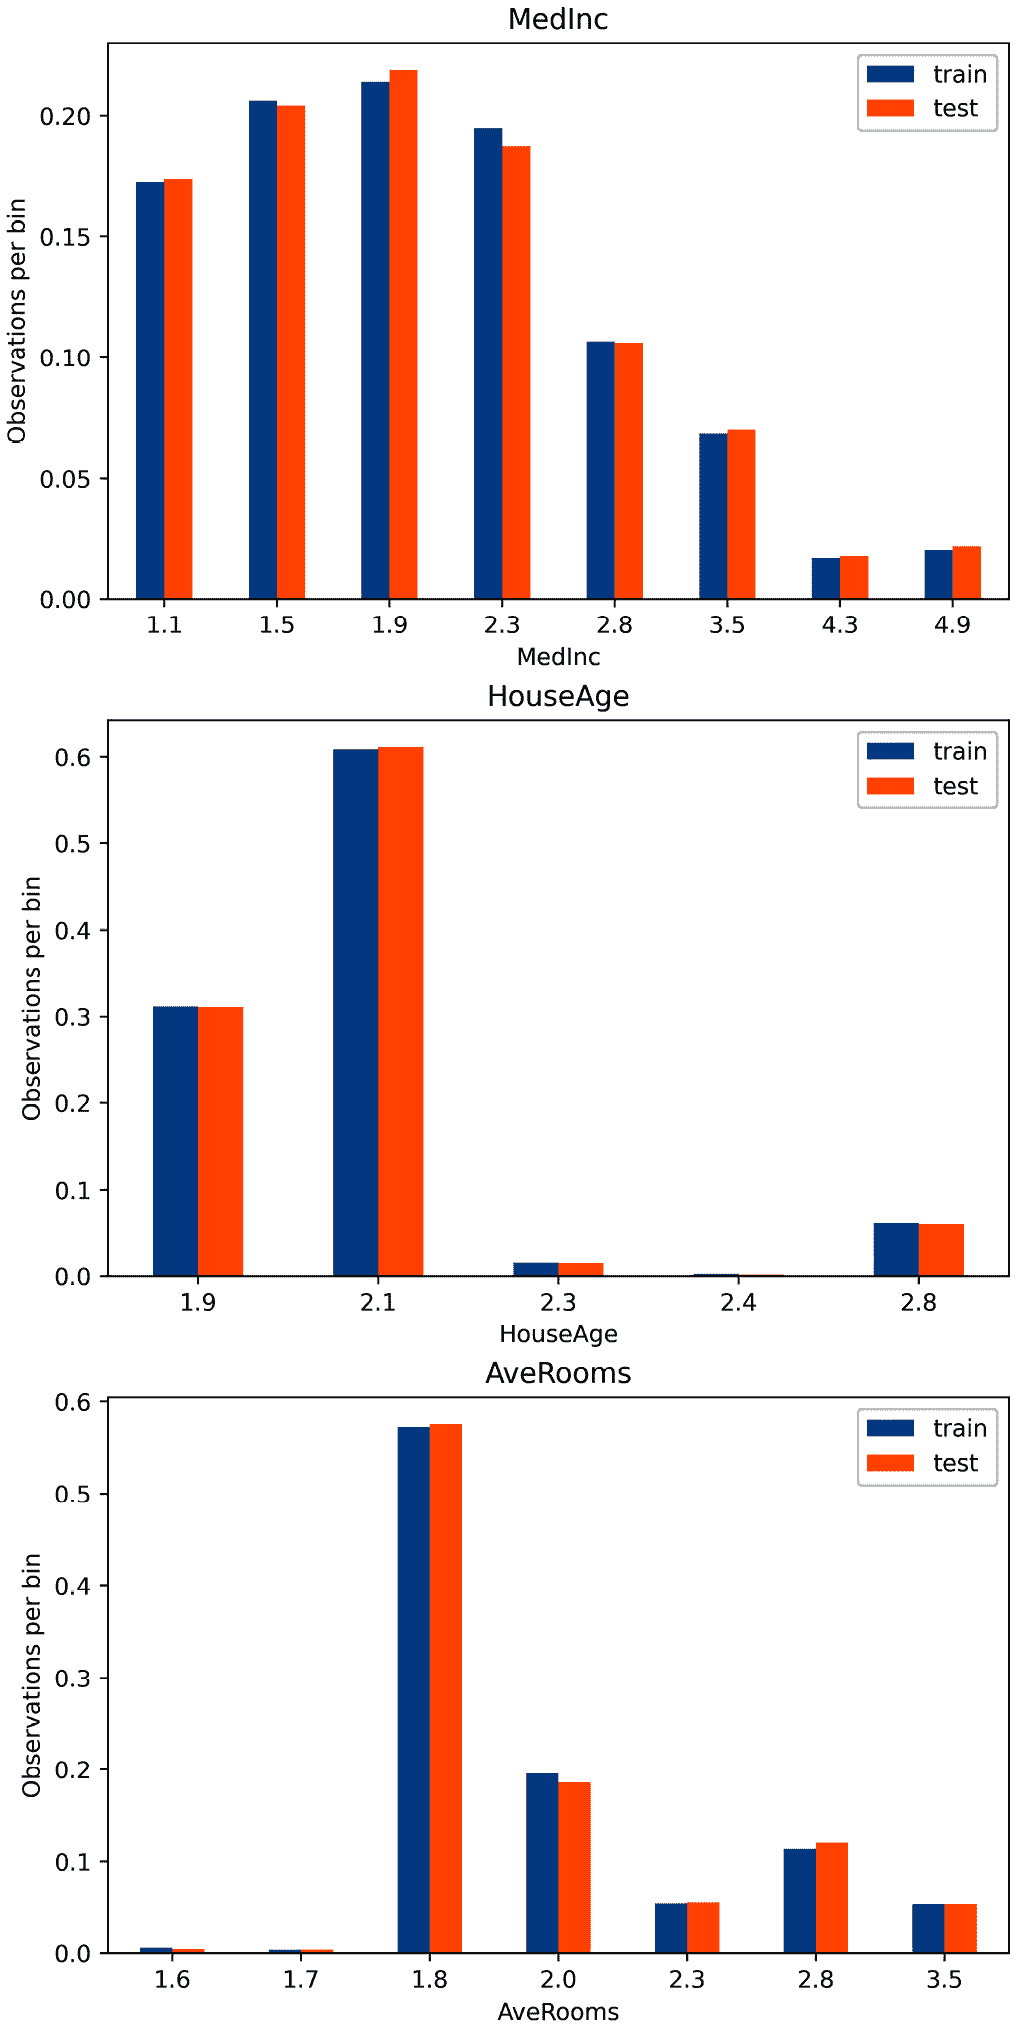 MedInc
train
test
Observations per bin
0.20
0.15
0.10
0.05
0.00
1.1 1.5 1.9 2.3 2.8 3.5 4.3 4.9
MedInc
HouseAge
train
test
Observations per bin
0.6
0.5
0.4
0.3
0.2
0.1
0.0
1.9 2.1 2.3 2.4 2.8
HouseAge
AveRooms
train
test
Observations per bin
0.6
0.5
0.4
0.3
0.2
0.1
0.0
1.6 1.7 1.8 2.0 2.3 2.8 3.5
AveRooms